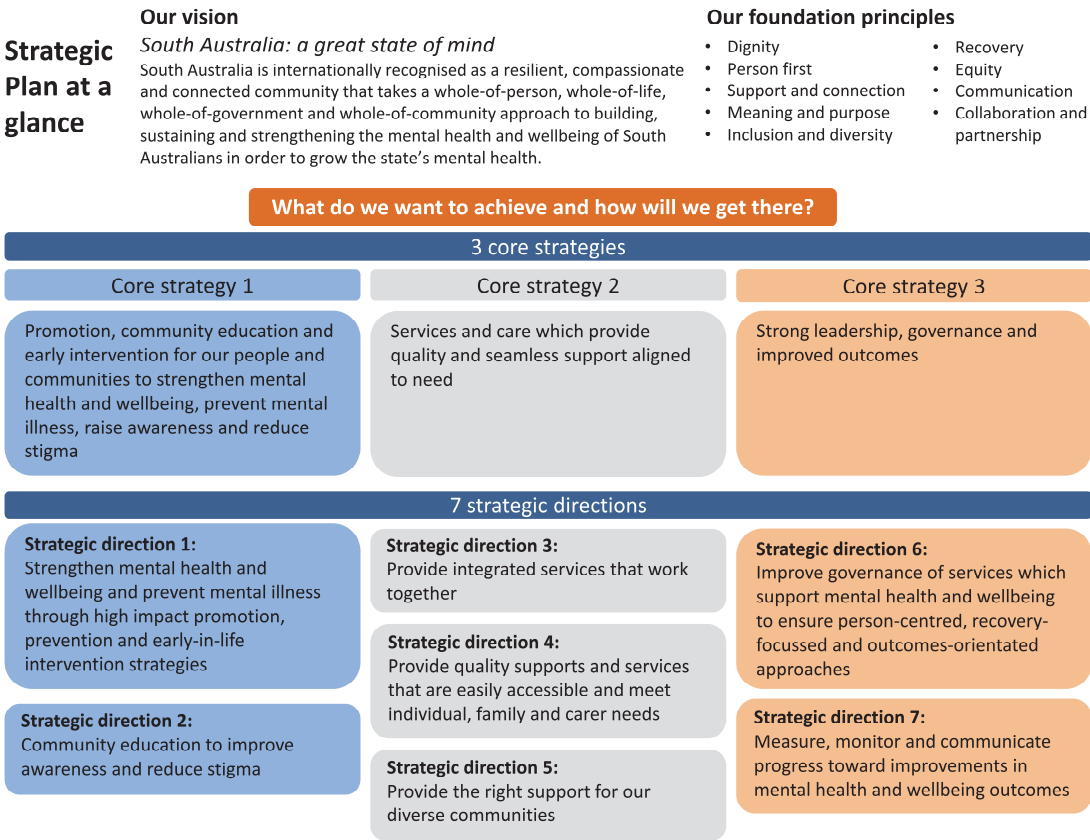 Strategic
Plan at a
glance
Our vision
South Australia: a great state of mind
South Australia is internationally recognised as a resilient, compassionate
and connected community that takes a whole-of-person, whole-of-life,
whole-of-government and whole-of-community approach to building,
sustaining and strengthening the mental health and wellbeing of South
Australians in order to grow the state’s mental health.
Our foundation principles
• Dignity
• Person first
• Support and connection
• Meaning and purpose
• Inclusion and diversity
• Recovery
• Equity
• Communication
• Collaboration and
partnership
What do we want to achieve and how will we get there?
3 core strategies
Core strategy 1
Promotion, community education and
early intervention for our people and
communities to strengthen mental
health and wellbeing, prevent mental
illness, raise awareness and reduce
stigma
Core strategy 2
Services and care which provide
quality and seamless support aligned
to need
Core strategy 3
Strong leadership, governance and
improved outcomes
7 strategic directions
Strategic direction 1:
Strengthen mental health and
wellbeing and prevent mental illness
through high impact promotion,
prevention and early-in-life
intervention strategies
Strategic direction 2:
Community education to improve
awareness and reduce stigma
Strategic direction 3:
Provide integrated services that work
together
Strategic direction 4:
Provide quality supports and services
that are easily accessible and meet
individual, family and carer needs
Strategic direction 5:
Provide the right support for our
diverse communities
Strategic direction 6:
Improve governance of services which
support mental health and wellbeing
to ensure person-centred, recovery-
focussed and outcomes-orientated
approaches
Strategic direction 7:
Measure, monitor and communicate
progress toward improvements in
mental health and wellbeing outcomes